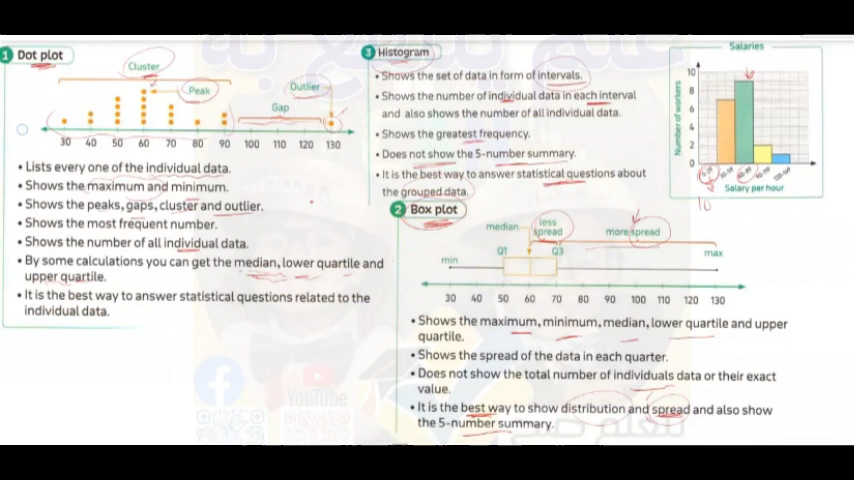 1 Dot plot
Cluster
Peak
Outlier
Gap
30 40 50 60 70 80 90 100 110 120 130
• Lists every one of the individual data.
• Shows the maximum and minimum.
• Shows the peaks, gaps, cluster and outlier.
• Shows the most frequent number.
• Shows the number of all individual data.
• By some calculations you can get the median, lower quartile and
upper quartile.
• It is the best way to answer statistical questions related to the
individual data.
3 Histogram
• Shows the set of data in form of intervals.
• Shows the number of individual data in each interval
and also shows the number of all individual data.
• Shows the greatest frequency.
• Does not show the 5-number summary.
• It is the best way to answer statistical questions about
the grouped data.
Salaries
Number of workers
10
8
6
4
2
0
Salary per hour
10
2 Box plot
median
less
spread
more spread
min
Q1
Q3
max
30 40 50 60 70 80 90 100 110 120 130
• Shows the maximum, minimum, median, lower quartile and upper
quartile.
• Shows the spread of the data in each quarter.
• Does not show the total number of individuals data or their exact
value.
• It is the best way to show distribution and spread and also show
the 5-number summary.
YouTube